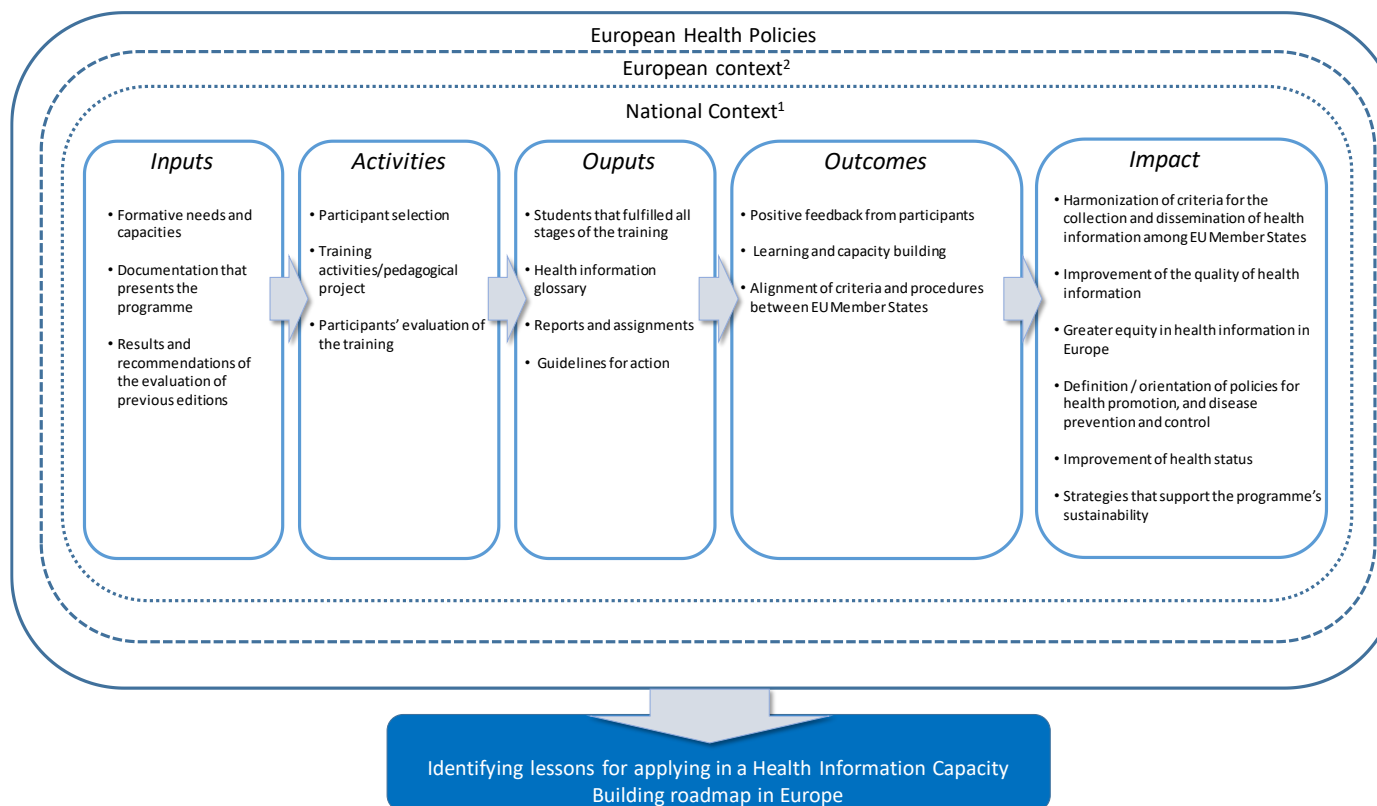 European Health Policies
European context²
National Context¹
Inputs
• Formative needs and
capacities
• Documentation that
presents the
programme
• Results and
recommendations of
the evaluation of
previous editions
Activities
• Participant selection
• Training
activities/pedagogical
project
• Participants' evaluation of
the training
Ouputs
• Students that fulfilled all
stages of the training
• Health information
glossary
• Reports and assignments
• Guidelines for action
Outcomes
• Positive feedback from participants
• Learning and capacity building
• Alignment of criteria and procedures
between EU Member States
Impact
• Harmonization of criteria for the
collection and dissemination of health
information among EU Member States
• Improvement of the quality of health
information
• Greater equity in health information in
Europe
• Definition / orientation of policies for
health promotion, and disease
prevention and control
• Improvement of health status
• Strategies that support the programme's
sustainability
Identifying lessons for applying in a Health Information Capacity
Building roadmap in Europe